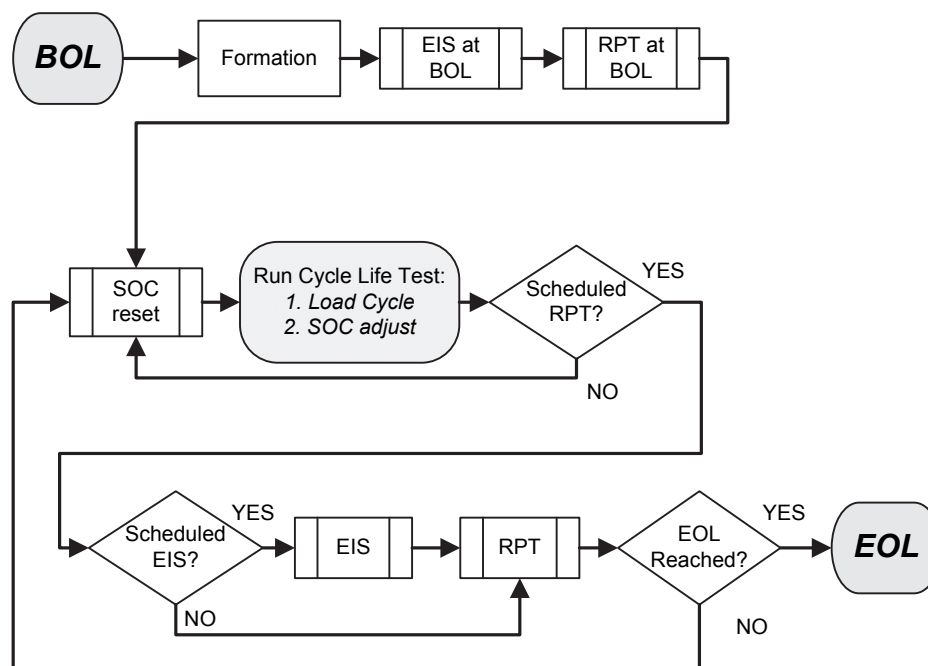 BOL
Formation
EIS at
BOL
RPT at
BOL
SOC
reset
Run Cycle Life Test:
1. Load Cycle
2. SOC adjust
Scheduled
RPT?
YES
NO
Scheduled
EIS?
YES
NO
EIS
RPT
EOL
Reached?
YES
NO
EOL